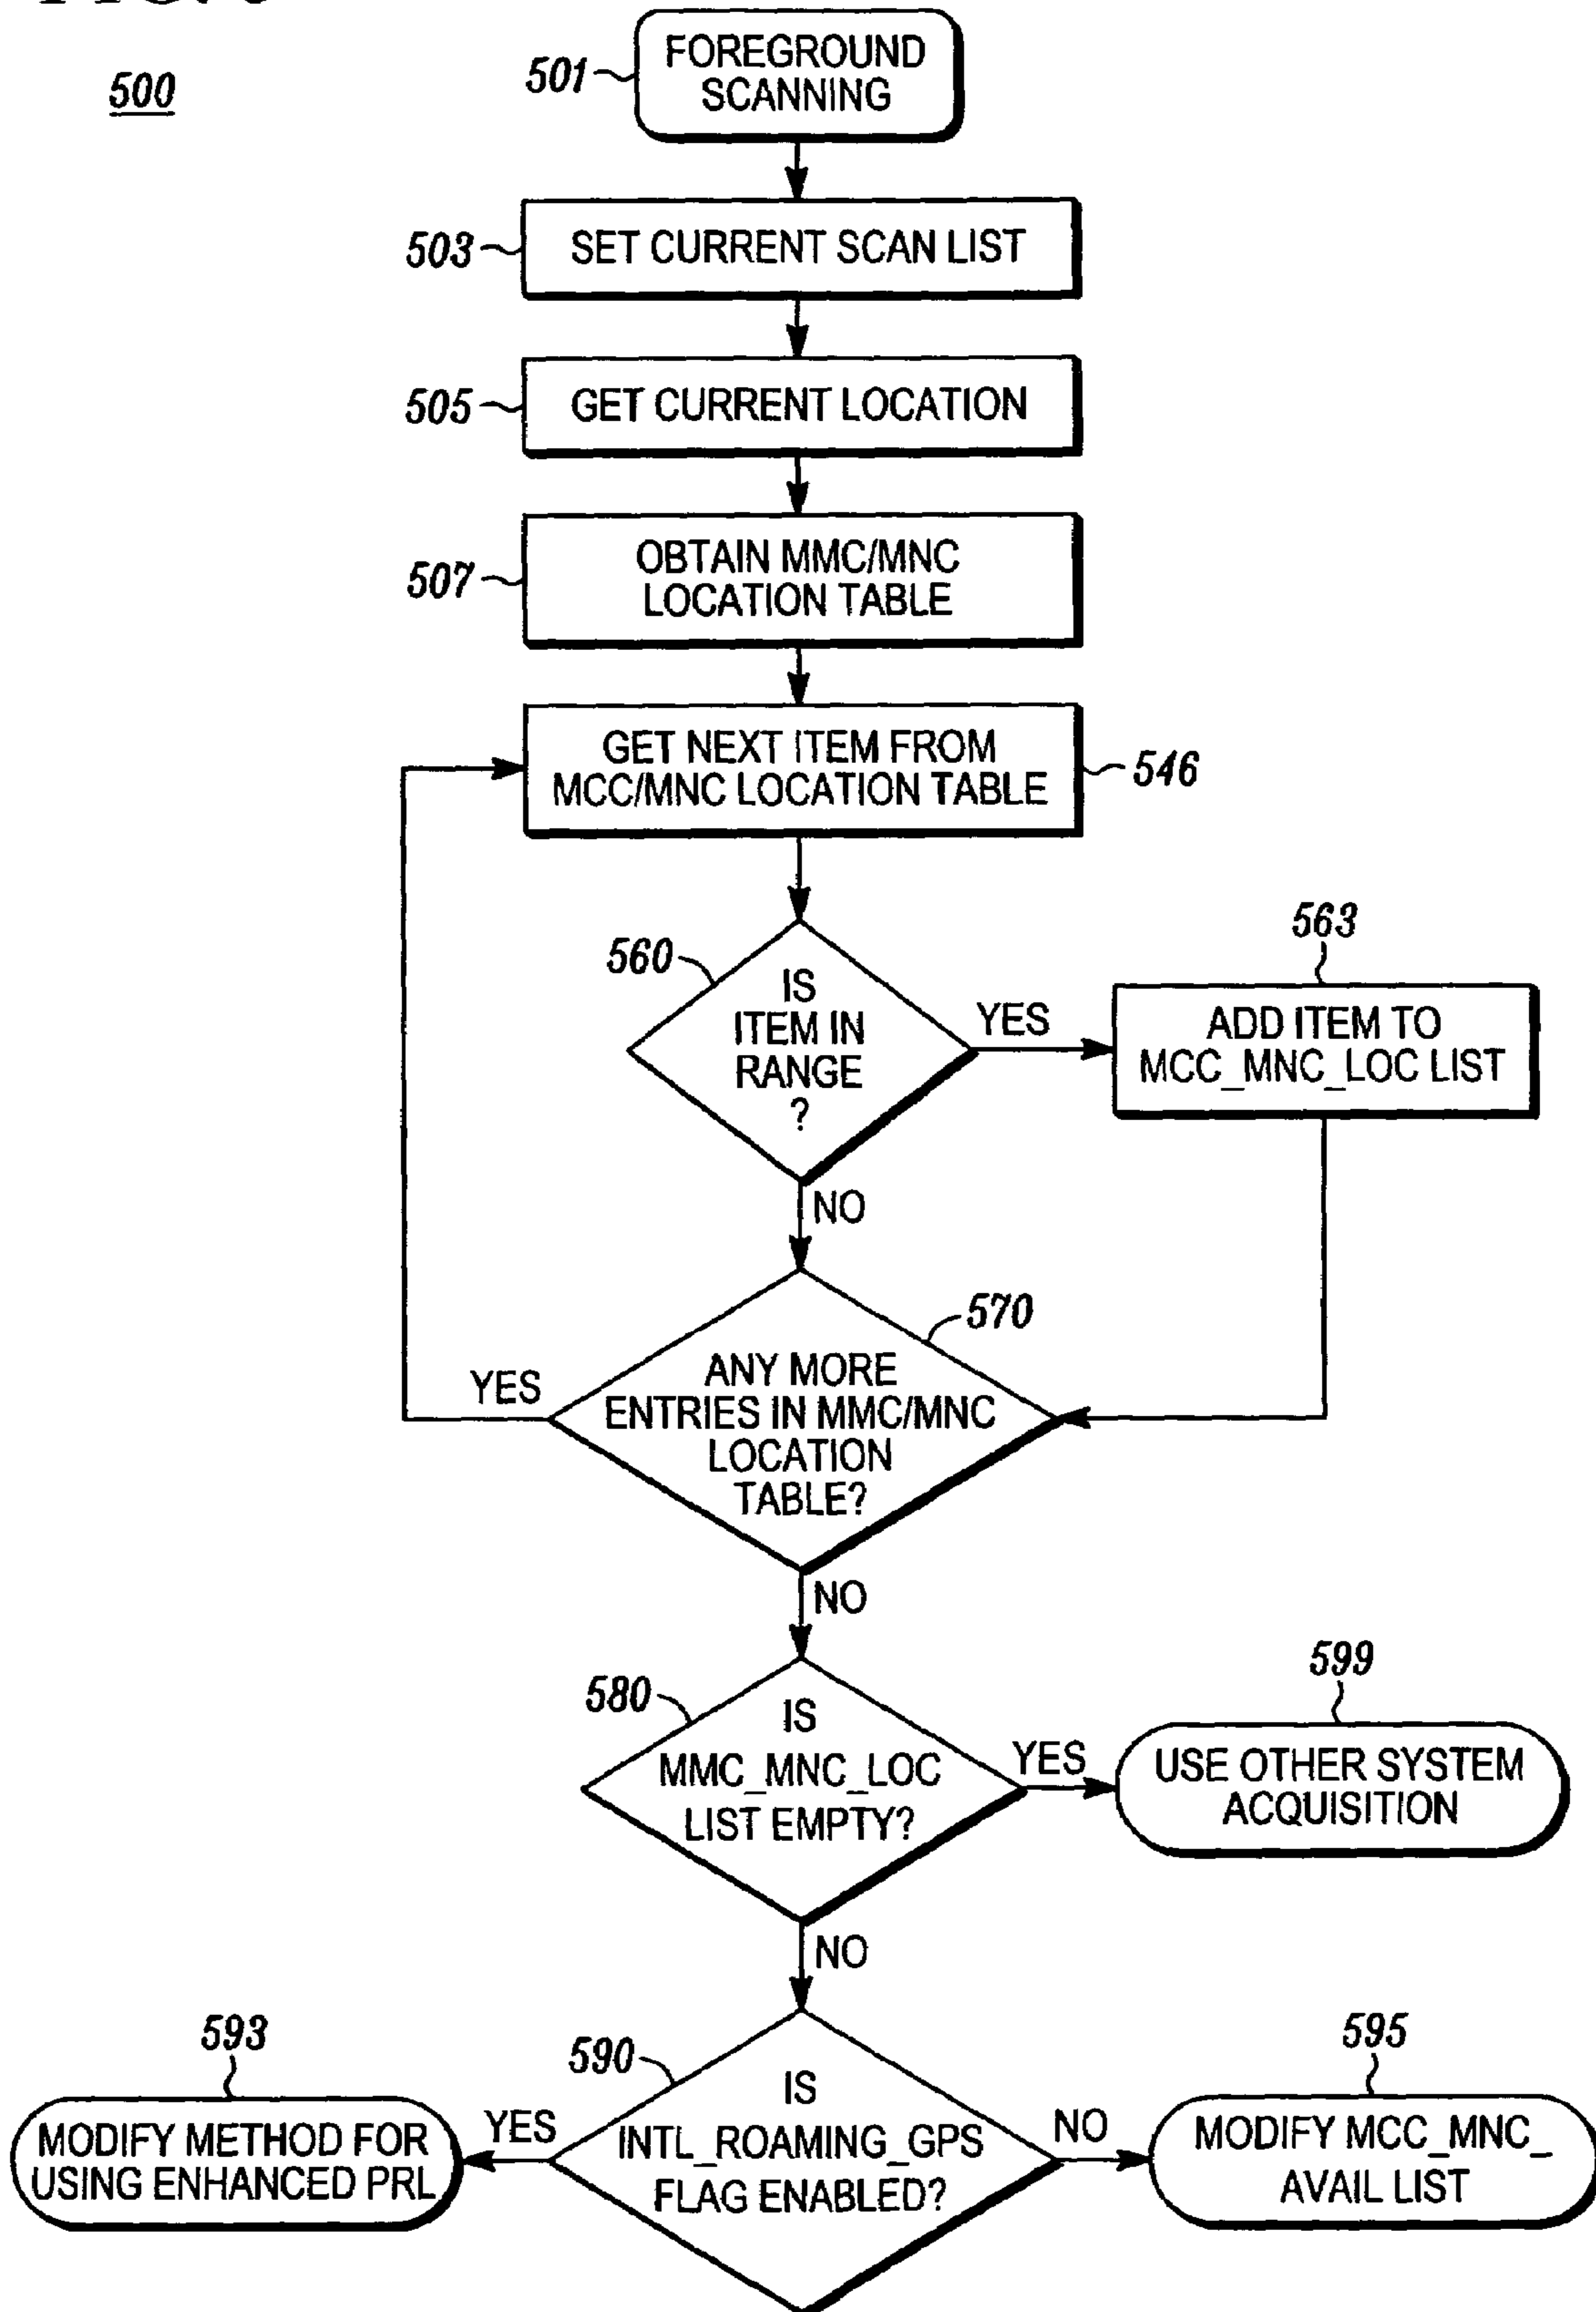 500
501
FOREGROUND
SCANNING
503
SET CURRENT SCAN LIST
505
GET CURRENT LOCATION
507
OBTAIN MMC/MNC
LOCATION TABLE
GET NEXT ITEM FROM
MCC/MNC LOCATION TABLE
546
560
IS
ITEM IN
RANGE
?
YES
563
ADD ITEM TO
MCC_MNC_LOC LIST
NO
570
ANY MORE
ENTRIES IN MMC/MNC
LOCATION
TABLE?
YES
NO
580
IS
MMC_MNC_LOC
LIST EMPTY?
YES
599
USE OTHER SYSTEM
ACQUISITION
NO
590
IS
INTL_ROAMING_GPS
FLAG ENABLED?
YES
593
MODIFY METHOD FOR
USING ENHANCED PRL
NO
595
MODIFY MCC_MNC_
AVAIL LIST